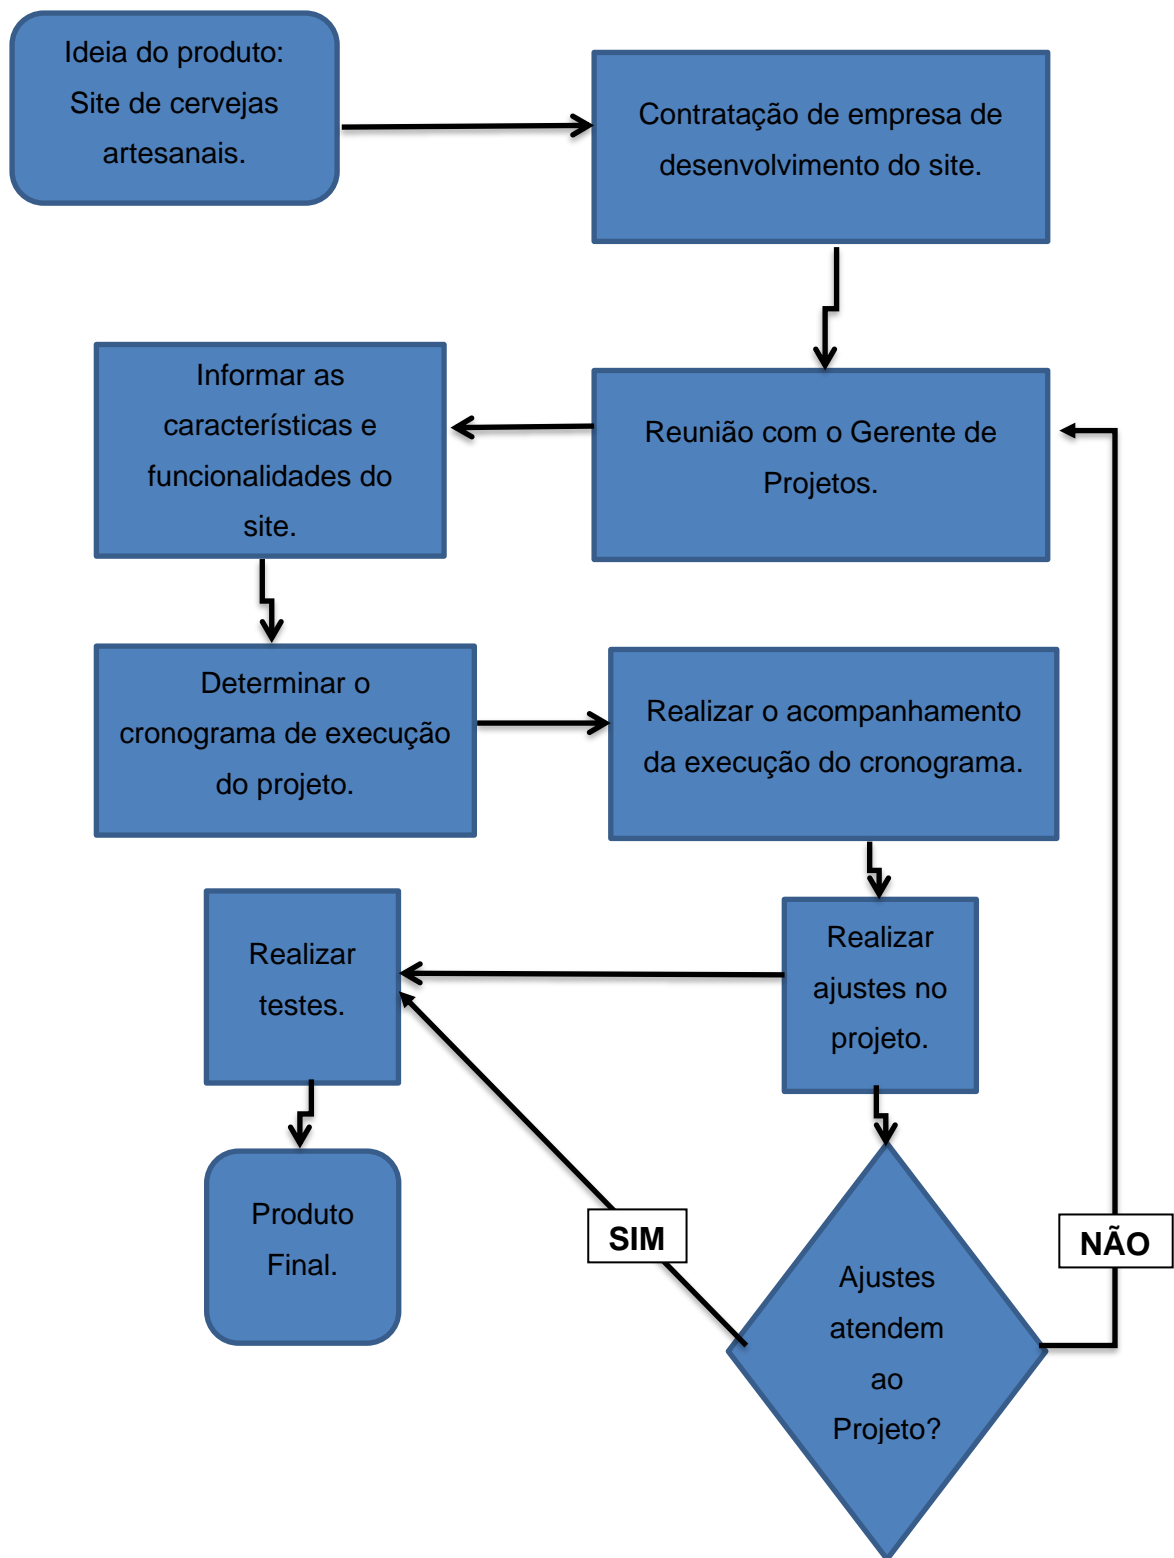 Ideia do produto:
Site de cervejas
artesanais.
Contratação de empresa de
desenvolvimento do site.
Informar as
características e
funcionalidades do
site.
Reunião com o Gerente de
Projetos.
Determinar o
cronograma de execução
do projeto.
Realizar o acompanhamento
da execução do cronograma.
Realizar
testes.
Realizar
ajustes no
projeto.
Produto
Final.
SIM
NÃO
Ajustes
atendem
ao
Projeto?